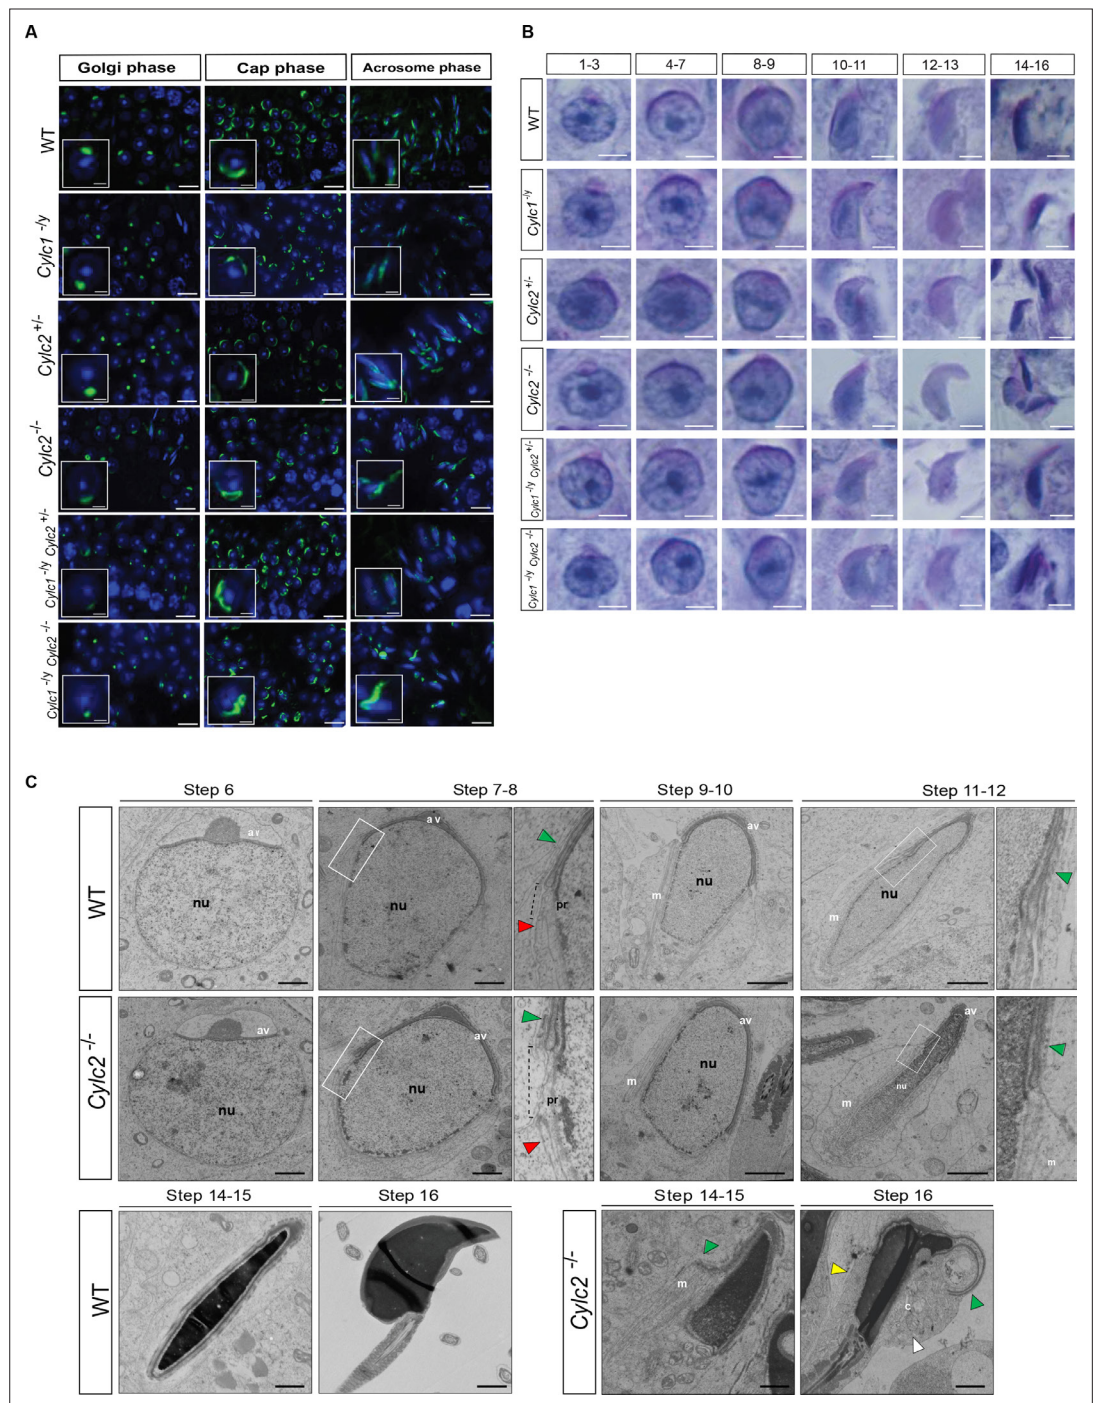 A
Golgi phase
Cap phase
Acrosome phase
WT
Cylc1 -/y
Cylc2 +/-
Cylc2 -/-
Cylc1 -/y Cylc2 +/-
Cylc1 -/y Cylc2 -/-
B
1-3
4-7
8-9
10-11
12-13
14-16
WT
Cylc1 -/y
Cylc2 +/-
Cylc2 -/-
Cylc1 -/y Cylc2 +/-
Cylc1 -/y Cylc2 -/-
C
Step 6
Step 7-8
Step 9-10
Step 11-12
WT
av
nu
av
nu
pr
av
nu
m
nu
m
Cylc2 -/-
av
nu
av
nu
pr
av
nu
m
av
nu
m
m
Step 14-15
Step 16
Step 14-15
Step 16
WT
Cylc2 -/-
m
c